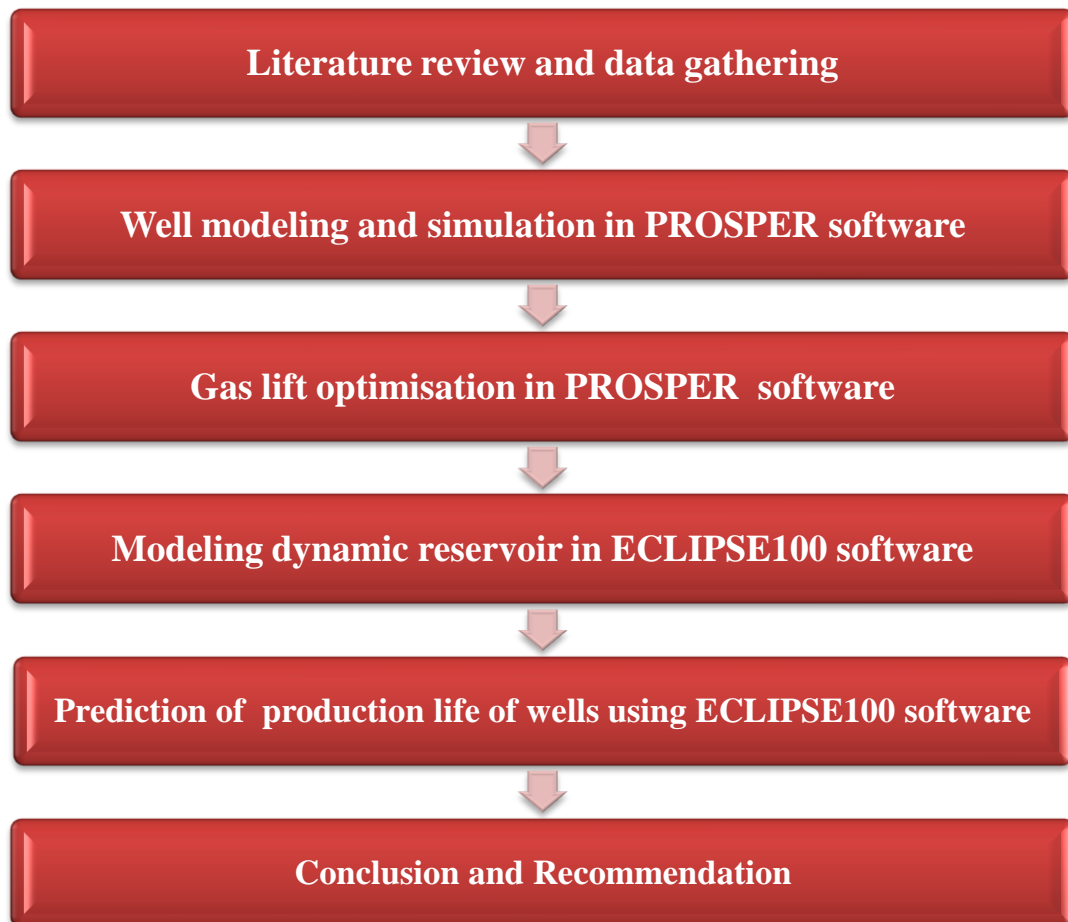 Literature review and data gathering
Well modeling and simulation in PROSPER software
Gas lift optimisation in PROSPER  software
Modeling dynamic reservoir in ECLIPSE100 software
Prediction of  production life of wells using ECLIPSE100 software
Conclusion and Recommendation